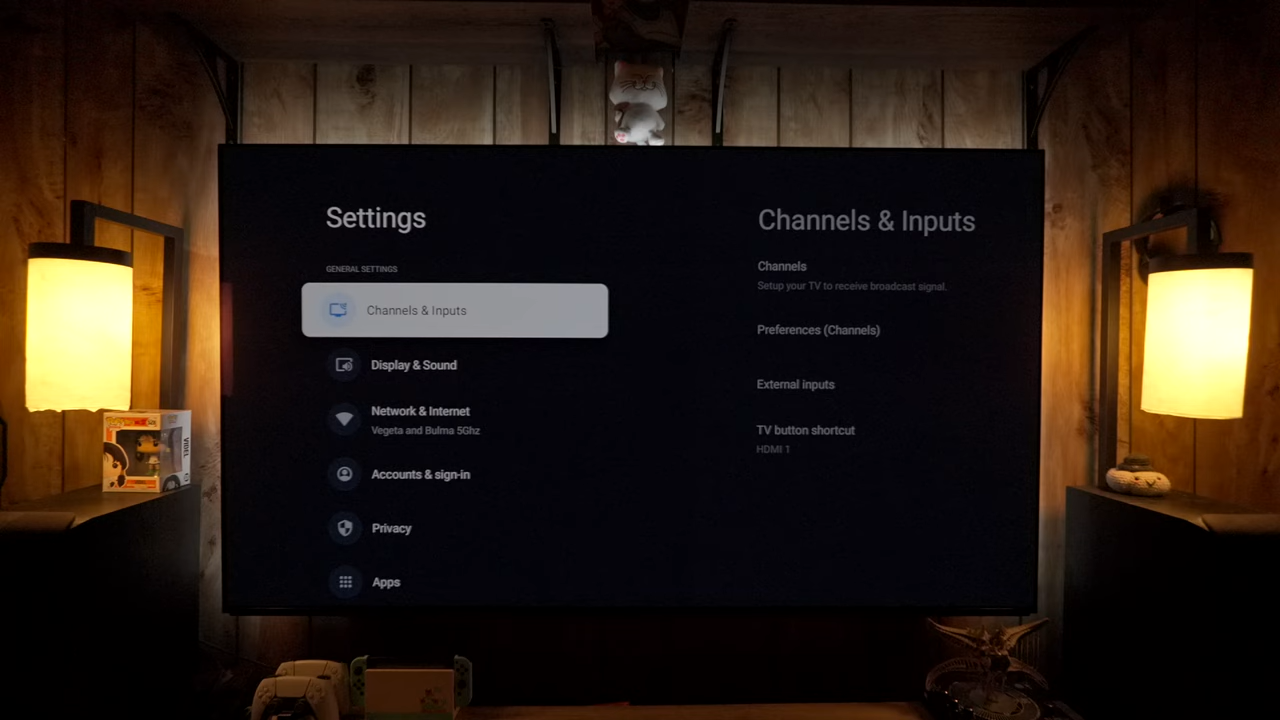 Settings
GENERAL SETTINGS
Channels & Inputs
Display & Sound
Network & Internet
Vegeta and Bulma 5Ghz
Accounts & sign-in
Privacy
Apps
Channels & Inputs
Channels
Setup your TV to receive broadcast signal.
Preferences (Channels)
External inputs
TV button shortcut
HDMI 1
VIDEL